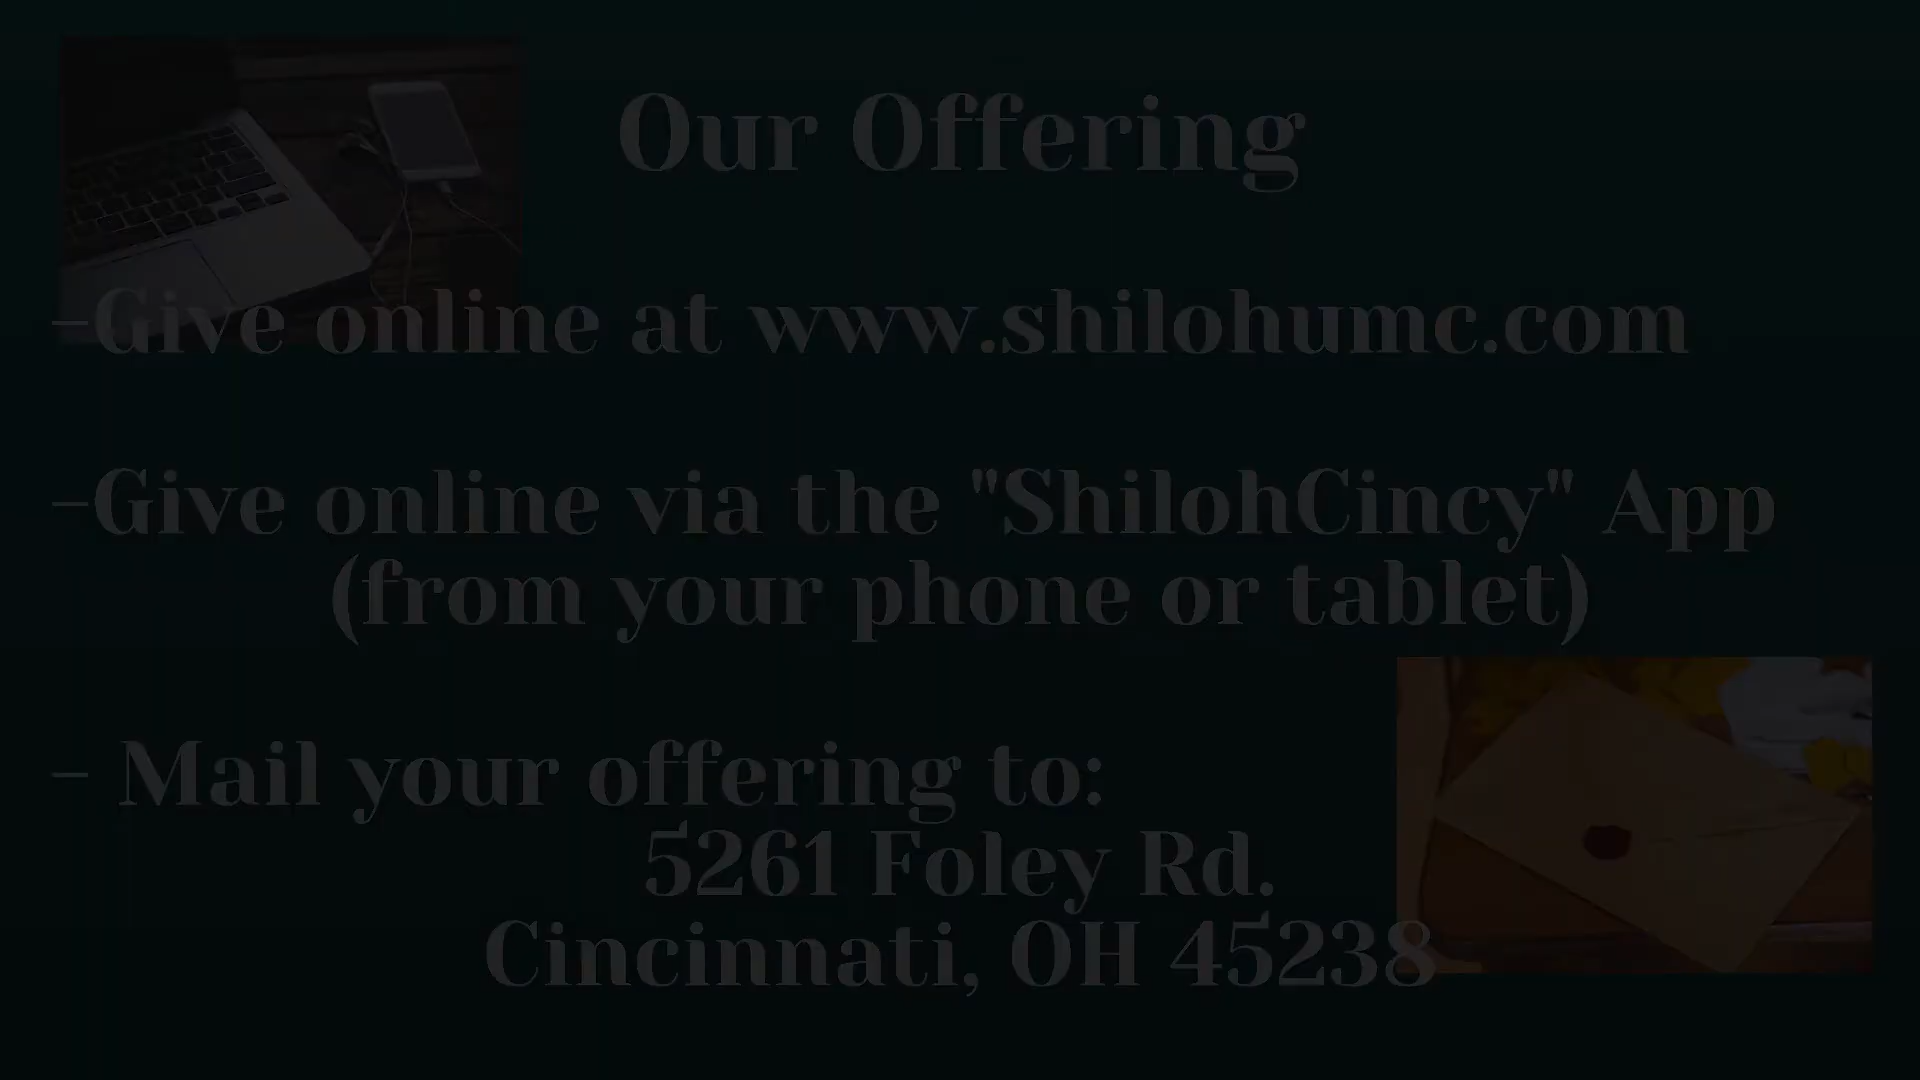 Our Offering
-Give online at www.shilohumc.com
-Give online via the "ShilohCincy" App
(from your phone or tablet)
- Mail your offering to:
5261 Foley Rd.
Cincinnati, OH 45238